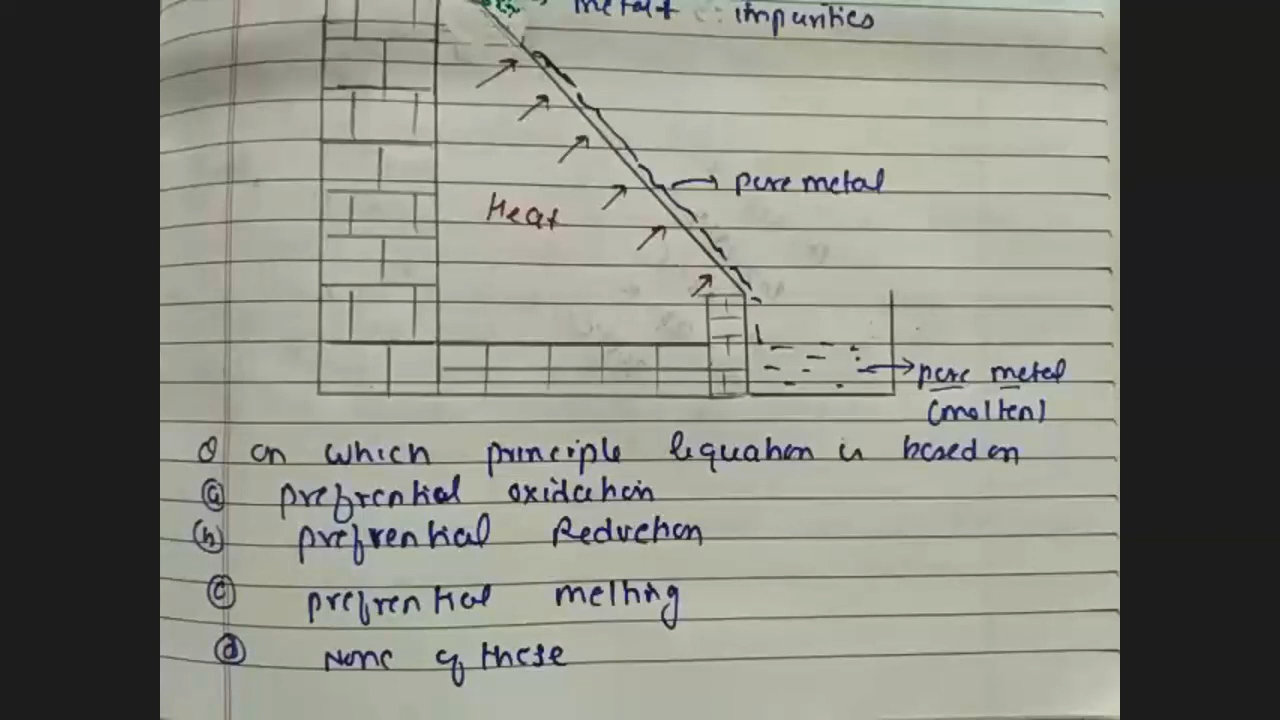 metal + impurities
pure metal
Heat
pure metal
(molten)
Q on which principle liquation is based on
(a) prefrential oxidation
(b) prefrential Reduction
(c) prefrential melting
(d) None of these